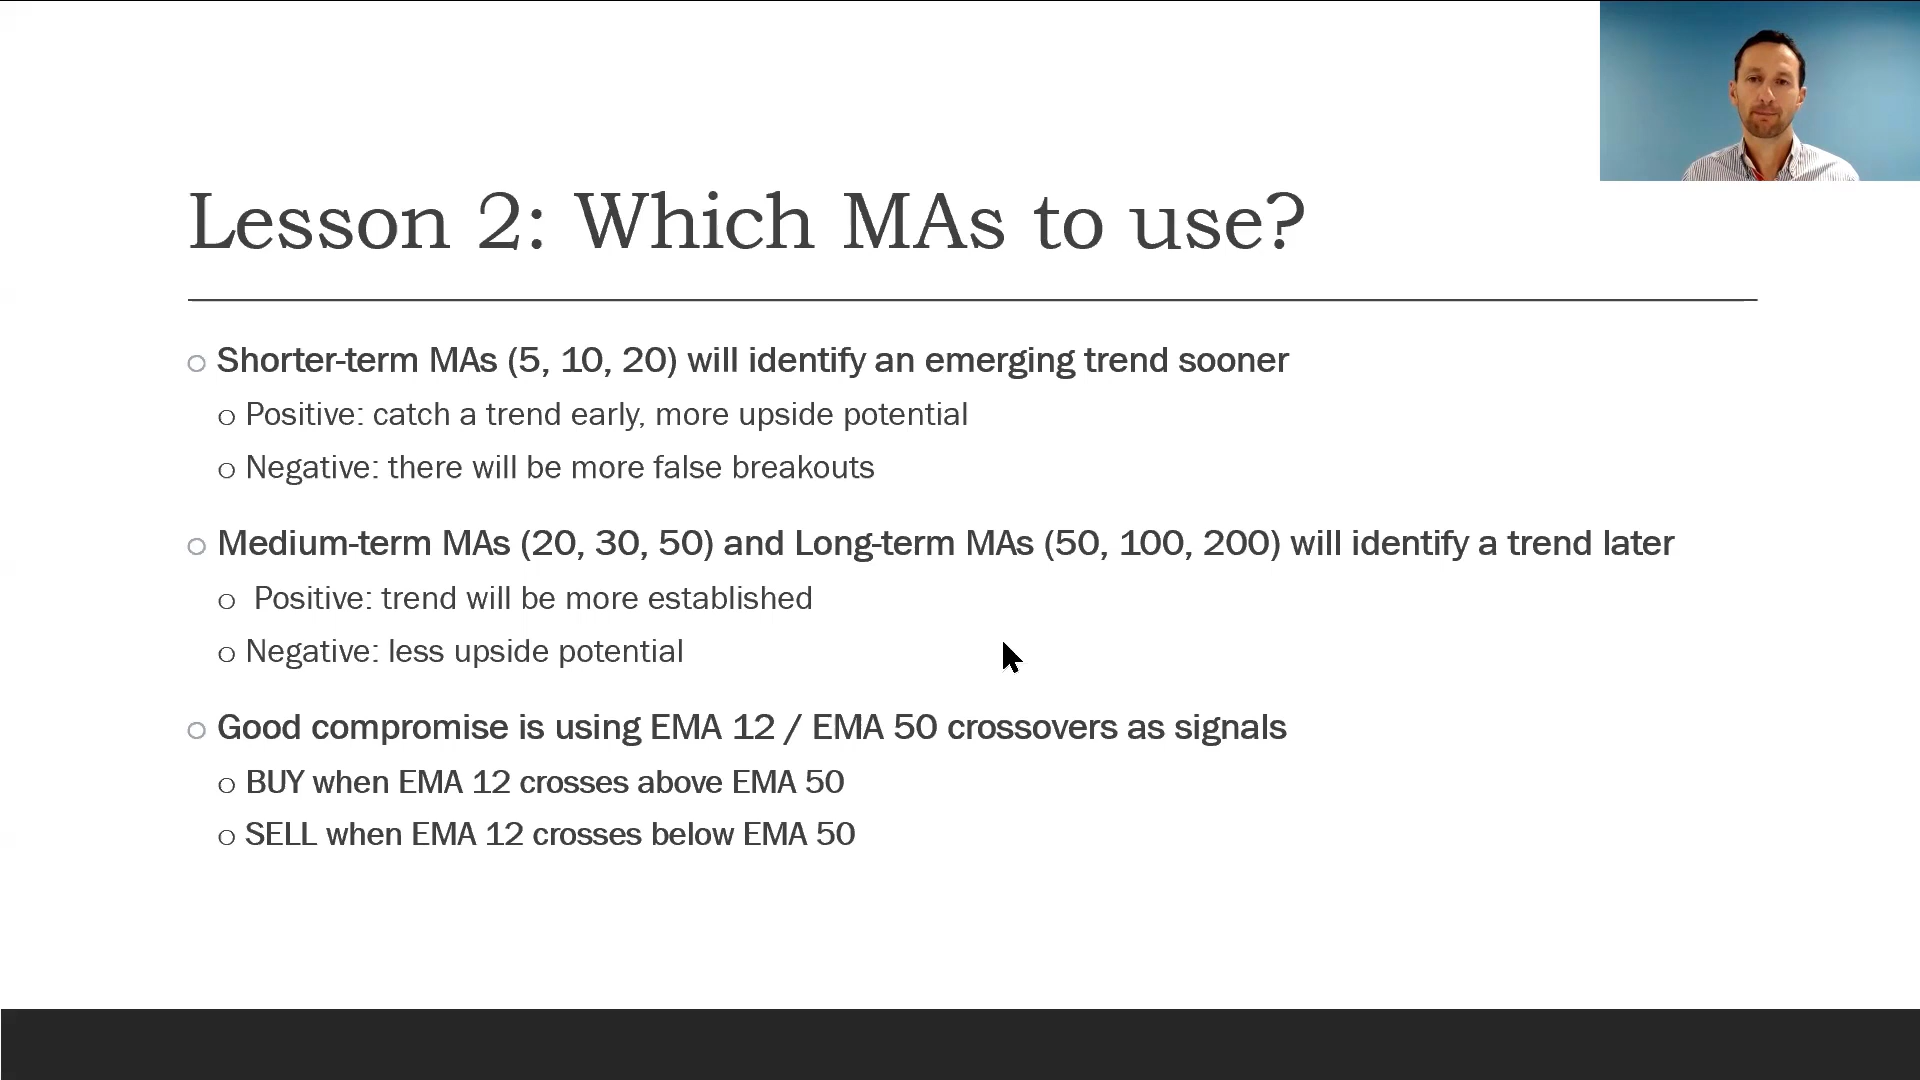 Lesson 2: Which MAs to use?
Shorter-term MAs (5, 10, 20) will identify an emerging trend sooner
Positive: catch a trend early, more upside potential
Negative: there will be more false breakouts
Medium-term MAs (20, 30, 50) and Long-term MAs (50, 100, 200) will identify a trend later
Positive: trend will be more established
Negative: less upside potential
Good compromise is using EMA 12 / EMA 50 crossovers as signals
BUY when EMA 12 crosses above EMA 50
SELL when EMA 12 crosses below EMA 50